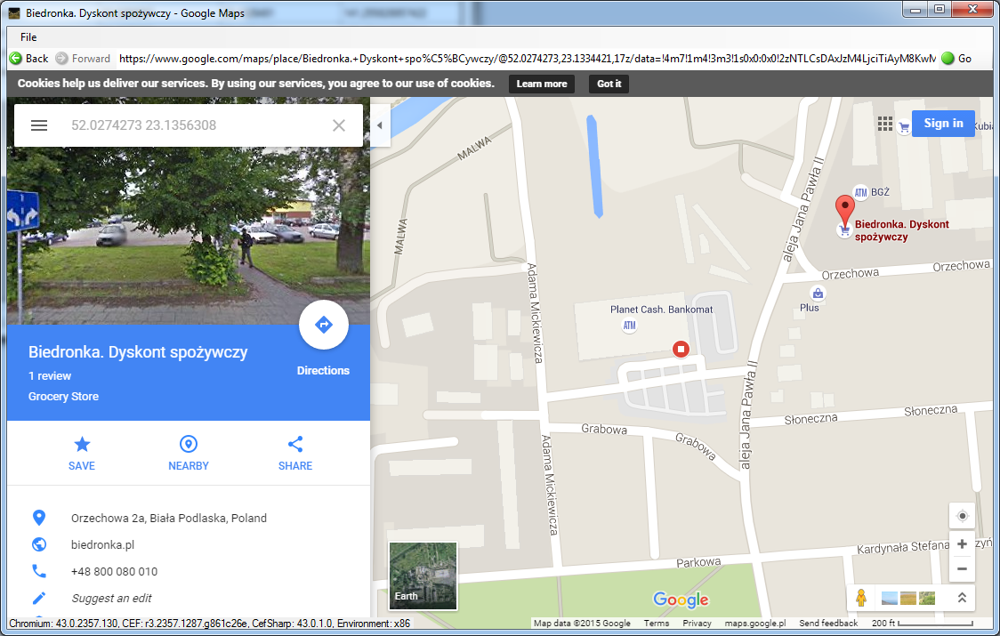 Biedronka. Dyskont spożywczy - Google Maps
File
Back
Forward
https://www.google.com/maps/place/Biedronka.+Dyskont+spo%C5%BCywczy/@52.0274273,23.1334421,17z/data=!4m7!1m4!3m3!1s0x0:0x0!2zNTLCsDAxJzM4LjciTiAyM8KwM
Go
Cookies help us deliver our services. By using our services, you agree to our use of cookies.
Learn more
Got it
52.0274273 23.1356308
Sign in
Biedronka. Dyskont spożywczy
1 review
Grocery Store
Directions
SAVE
NEARBY
SHARE
Orzechowa 2a, Biała Podlaska, Poland
biedronka.pl
+48 800 080 010
Suggest an edit
MALWA
MALWA
Adama Mickiewicza
Adama Mickiewicza
aleja Jana Pawła II
aleja Jana Pawła II
ATM BGŻ
Biedronka. Dyskont
spożywczy
Orzechowa
Orzechowa
Plus
Planet Cash. Bankomat
ATM
Słoneczna
Słoneczna
Grabowa
Grabowa
Kardynała Stefana
Parkowa
Earth
Google
Chromium: 43.0.2357.130, CEF: r3.2357.1287.g861c26e, CefSharp: 43.0.1.0, Environment: x86
Map data ©2015 Google
Terms
Privacy
maps.google.pl
Send feedback
200 ft